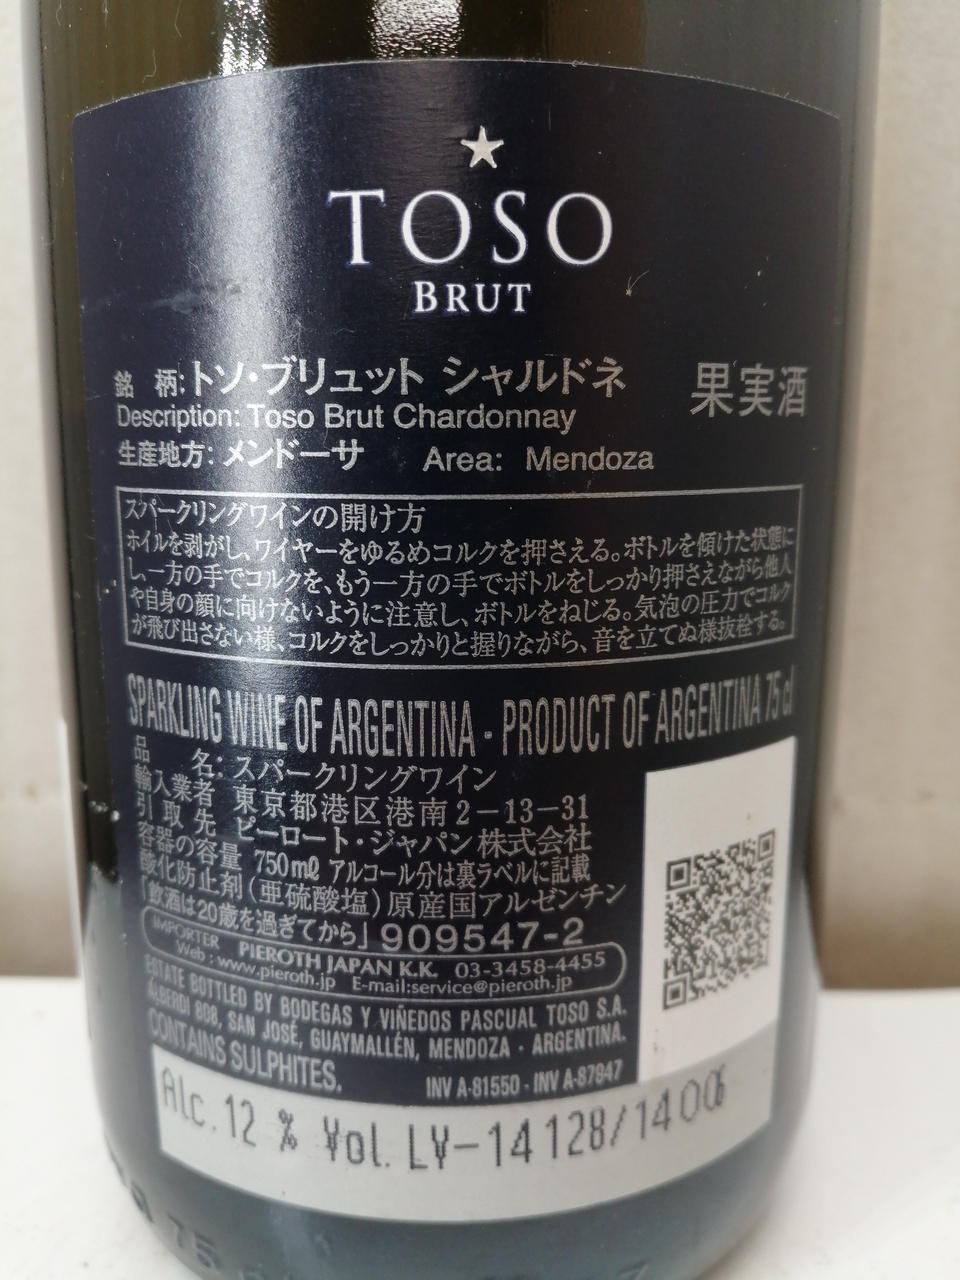 TOSO
BRUT
銘 柄: トソ・ブリュット シャルドネ
果実酒
Description: Toso Brut Chardonnay
生産地方: メンドーサ Area: Mendoza
スパークリングワインの開け方
ホイルを剥がし、ワイヤーをゆるめコルクを押さえる。ボトルを傾けた状態に
し、一方の手でコルクを、もう一方の手でボトルをしっかり押さえながら他人
や自身の顔に向けないように注意し、ボトルをねじる。気泡の圧力でコルク
が飛び出さない様、コルクをしっかりと握りながら、音を立てぬ様抜栓する。
SPARKLING WINE OF ARGENTINA · PRODUCT OF ARGENTINA 75 cl
品 名: スパークリングワイン
輸入業者 東京都港区港南2-13-31
引取先 ピーロート・ジャパン株式会社
容器の容量 750mℓ アルコール分は裏ラベルに記載
酸化防止剤(亜硫酸塩)原産国アルゼンチン
「飲酒は20歳を過ぎてから」 909547-2
IMPORTER PIEROTH JAPAN K.K. 03-3458-4455
Web : www.pieroth.jp E-mail:service@pieroth.jp
ESTATE BOTTLED BY BODEGAS Y VIÑEDOS PASCUAL TOSO S.A.
ALBERDI 808, SAN JOSÉ, GUAYMALLÉN, MENDOZA · ARGENTINA.
CONTAINS SULPHITES.
INV A-81550 · INV A-87947
Alc. 12 % Vol. LV-14128/14006